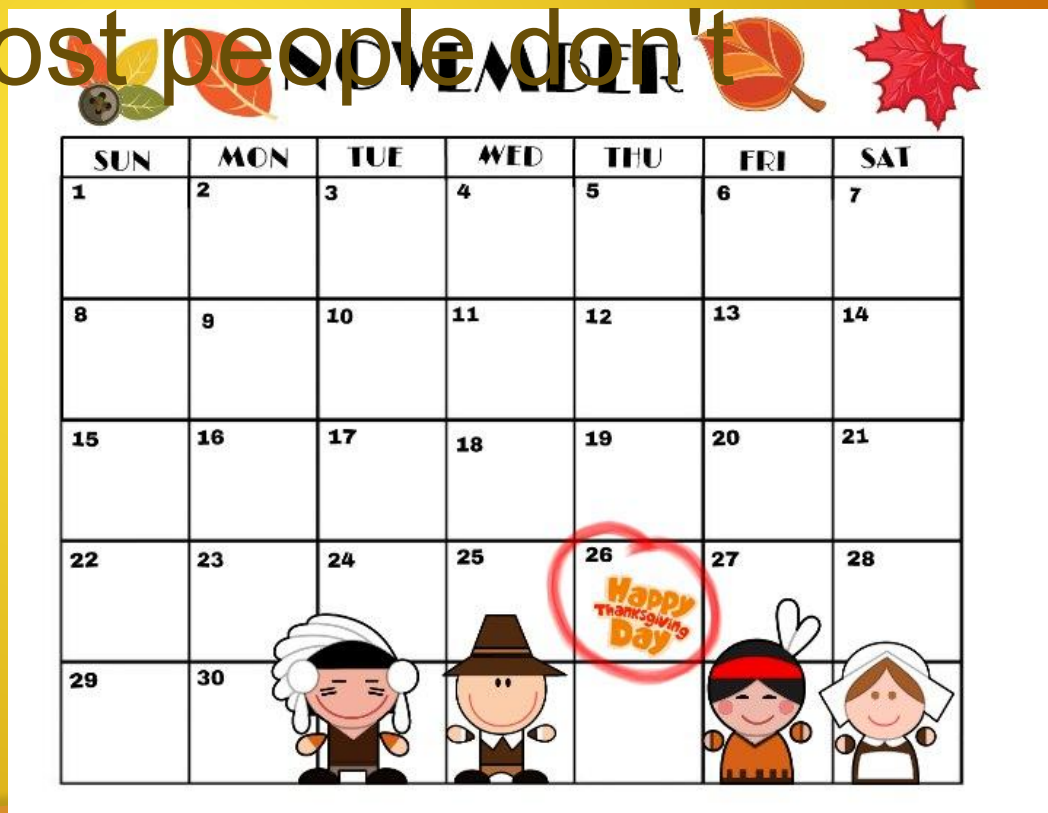 ost people don't
NOVEMBER
SUN MON TUE WED THU FRI SAT
1 2 3 4 5 6 7
8 9 10 11 12 13 14
15 16 17 18 19 20 21
22 23 24 25 26 27 28
Happy
Thanksgiving
Day
29 30